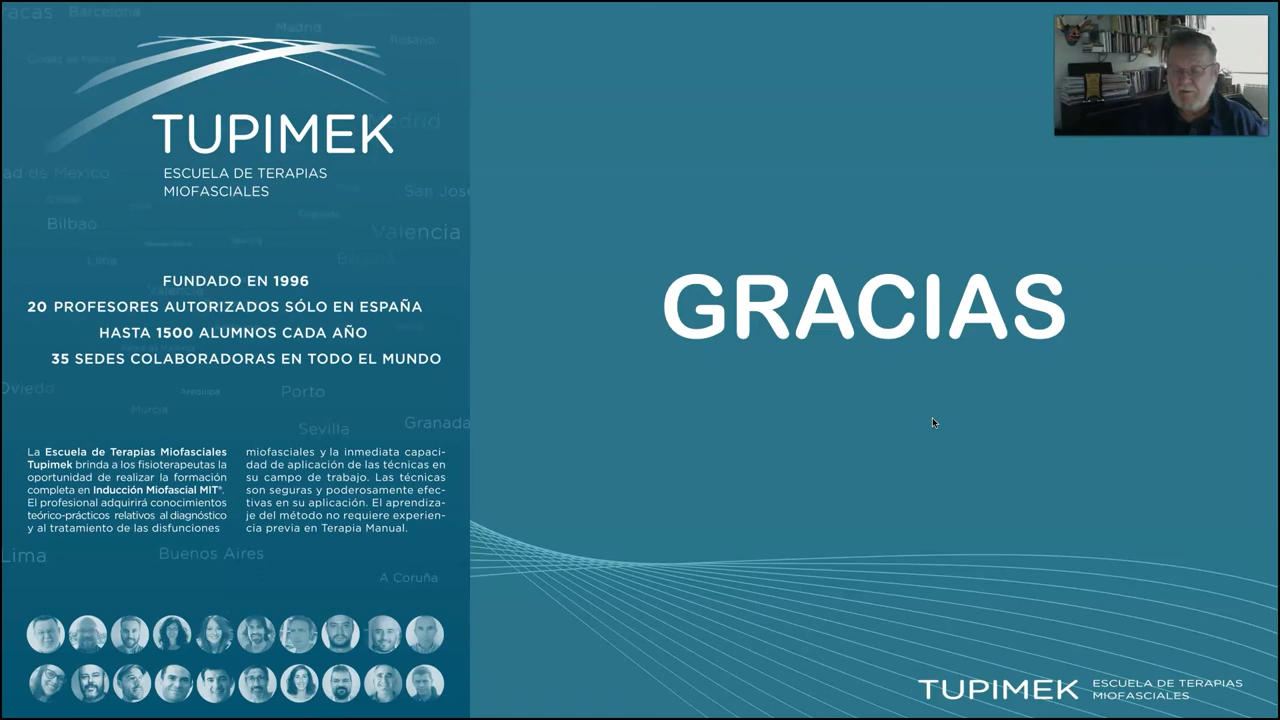 racas
Barcelona
Madrid
Rosario
Ciudad de México
TUPIMEK
Madrid
ESCUELA DE TERAPIAS
MIOFASCIALES
ad de México
San José
Bilbao
Valencia
Lima
Bogotá
FUNDADO EN 1996
20 PROFESORES AUTORIZADOS SÓLO EN ESPAÑA
HASTA 1500 ALUMNOS CADA AÑO
35 SEDES COLABORADORAS EN TODO EL MUNDO
Oviedo
Arequipa
Porto
Murcia
Sevilla
Granada
La Escuela de Terapias Miofasciales
Tupimek brinda a los fisioterapeutas la
oportunidad de realizar la formación
completa en Inducción Miofascial MIT®.
El profesional adquirirá conocimientos
teórico-prácticos relativos al diagnóstico
y al tratamiento de las disfunciones
miofasciales y la inmediata capaci-
dad de aplicación de las técnicas en
su campo de trabajo. Las técnicas
son seguras y poderosamente efec-
tivas en su aplicación. El aprendiza-
je del método no requiere experien-
cia previa en Terapia Manual.
Lima
Buenos Aires
A Coruña
GRACIAS
TUPIMEK
ESCUELA DE TERAPIAS
MIOFASCIALES